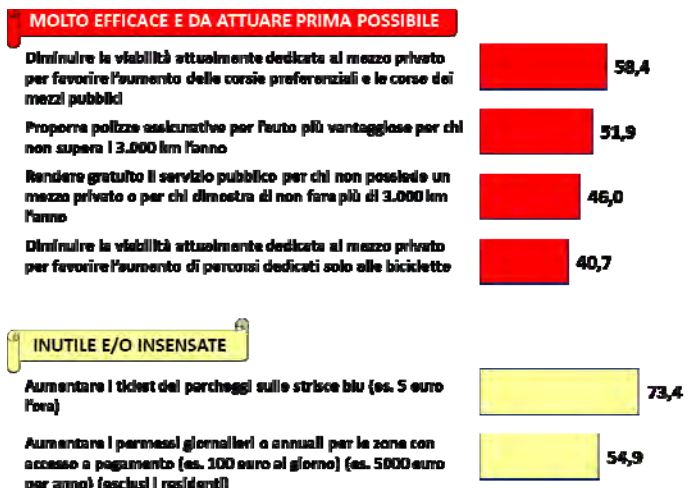 MOLTO EFFICACE E DA ATTUARE PRIMA POSSIBILE
Diminuire la viabilità attualmente dedicata al mezzo privato
per favorire l'aumento delle corsie preferenziali e le corse dei
mezzi pubblici
58,4
Proporre polizze assicurative per l'auto più vantaggiose per chi
non supera i 3.000 km l'anno
51,9
Rendere gratuito il servizio pubblico per chi non possiede un
mezzo privato o per chi dimostra di non fare più di 3.000 km
l'anno
46,0
Diminuire la viabilità attualmente dedicata al mezzo privato
per favorire l'aumento di percorsi dedicati solo alle biciclette
40,7
INUTILE E/O INSENSATE
Aumentare i ticket dei parcheggi sulle strisce blu (es. 5 euro
l'ora)
73,4
Aumentare i permessi giornalieri o annuali per le zone con
accesso a pagamento (es. 100 euro al giorno) (es. 5000 euro
per anno) (esclusi i residenti)
54,9